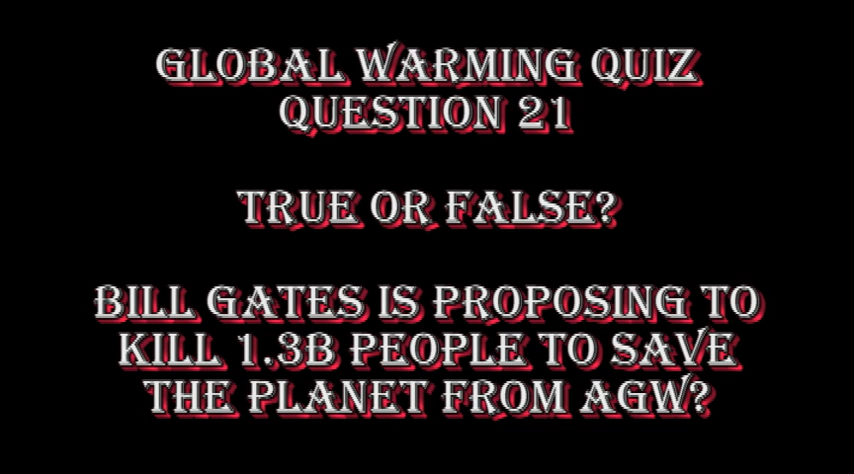 GLOBAL WARMING QUIZ
QUESTION 21
TRUE OR FALSE?
BILL GATES IS PROPOSING TO
KILL 1.3B PEOPLE TO SAVE
THE PLANET FROM AGW?